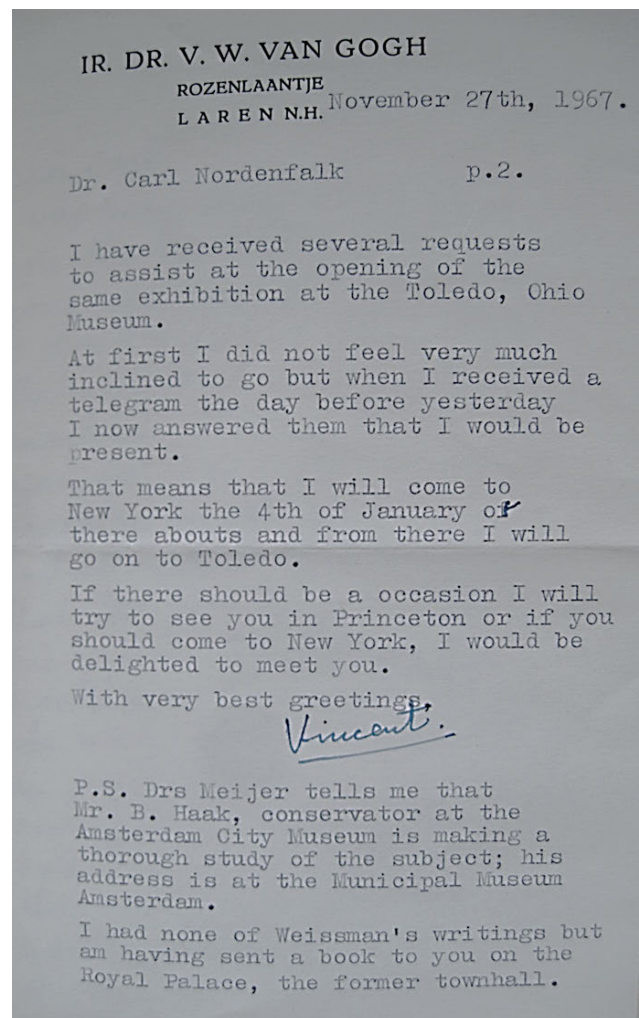 IR. DR. V. W. VAN GOGH
ROZENLAANTJE
LAREN N.H.
November 27th, 1967.
Dr. Carl Nordenfalk p.2.
I have received several requests
to assist at the opening of the
same exhibition at the Toledo, Ohio
Museum.
At first I did not feel very much
inclined to go but when I received a
telegram the day before yesterday
I now answered them that I would be
present.
That means that I will come to
New York the 4th of January or
there abouts and from there I will
go on to Toledo.
If there should be a occasion I will
try to see you in Princeton or if you
should come to New York, I would be
delighted to meet you.
With very best greetings,
Vincent.
P.S. Drs Meijer tells me that
Mr. B. Haak, conservator at the
Amsterdam City Museum is making a
thorough study of the subject; his
address is at the Municipal Museum
Amsterdam.
I had none of Weissman's writings but
am having sent a book to you on the
Royal Palace, the former townhall.